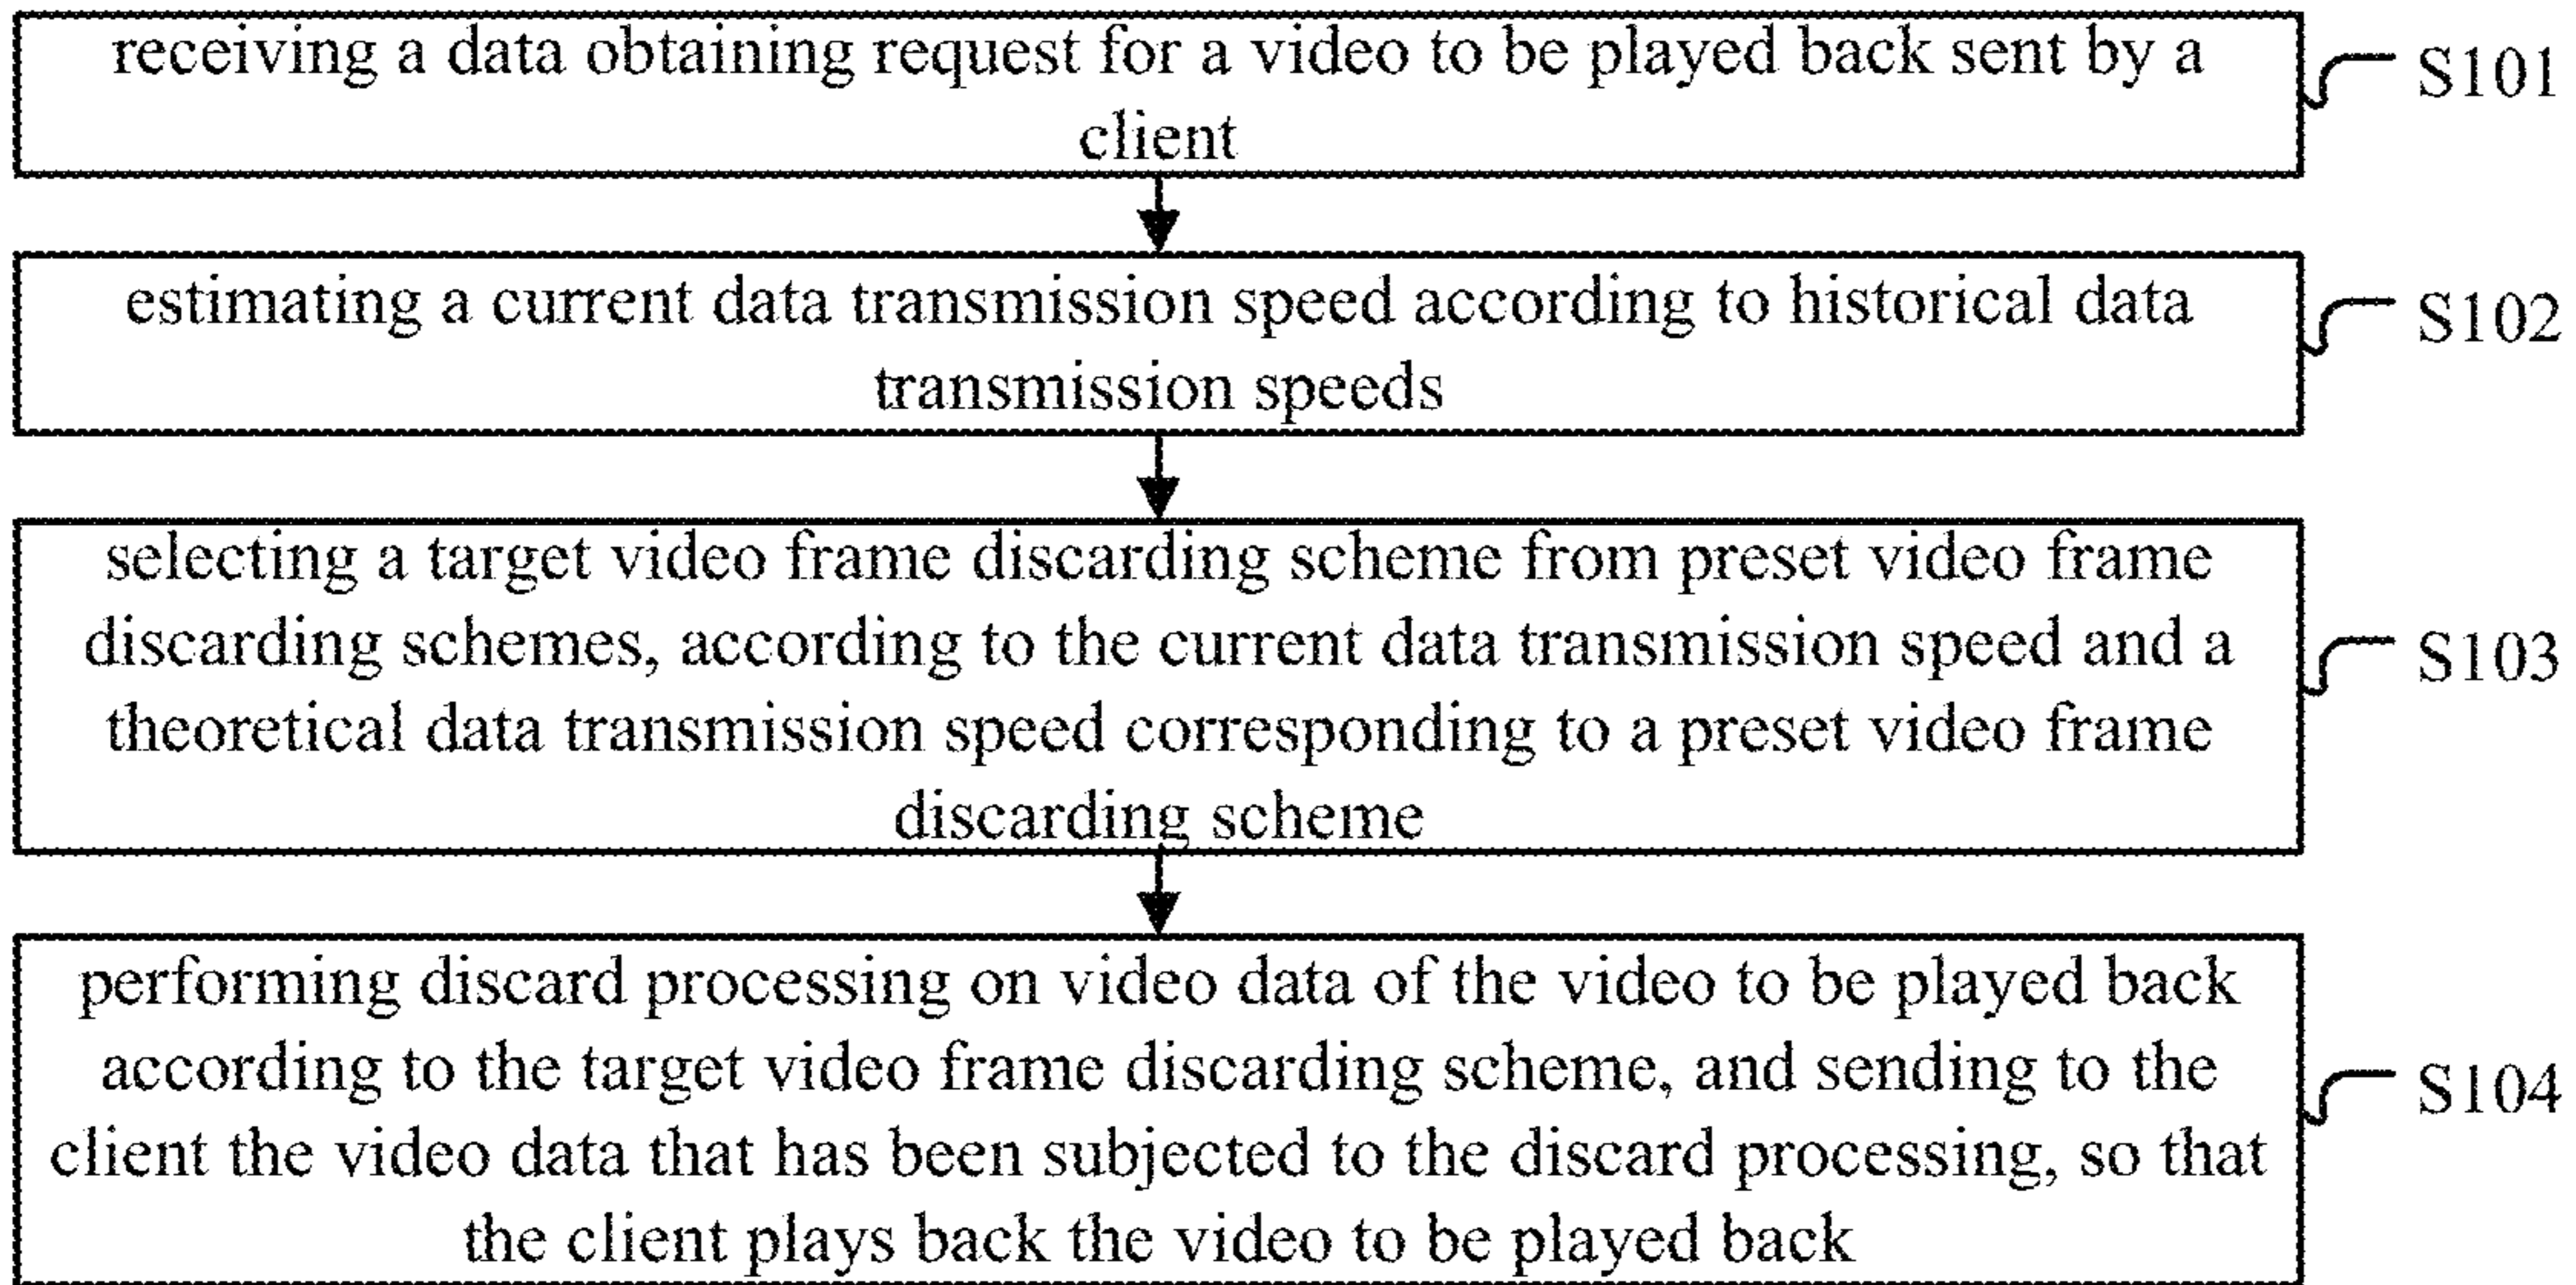 receiving a data obtaining request for a video to be played back sent by a
client
S101
estimating a current data transmission speed according to historical data
transmission speeds
S102
selecting a target video frame discarding scheme from preset video frame
discarding schemes, according to the current data transmission speed and a
theoretical data transmission speed corresponding to a preset video frame
discarding scheme
S103
performing discard processing on video data of the video to be played back
according to the target video frame discarding scheme, and sending to the
client the video data that has been subjected to the discard processing, so that
the client plays back the video to be played back
S104